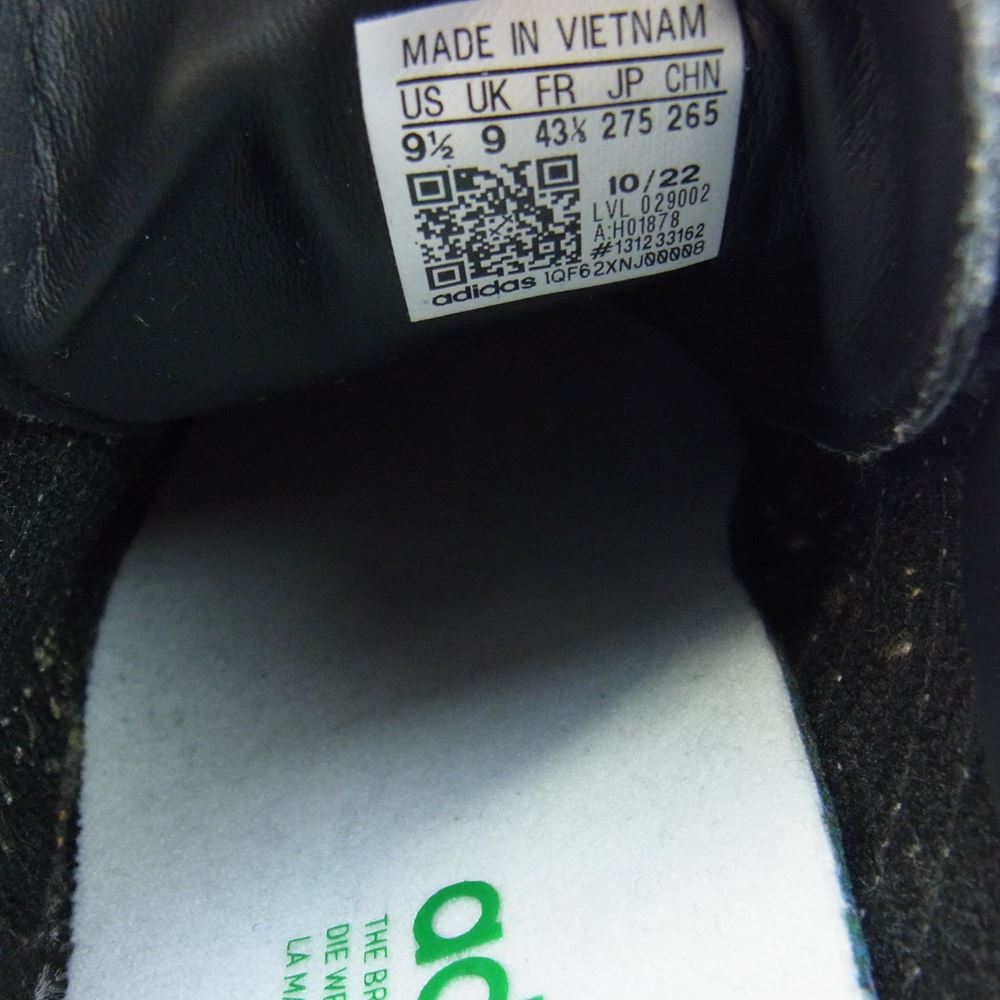 MADE IN VIETNAM
US UK FR JP CHN
9½ 9 43⅓ 275 265
10/22
LVL 029002
A:H01878
#131233162
adidas 1QF62XNJ00008
ad
THE BR
DIE WE
LA MA